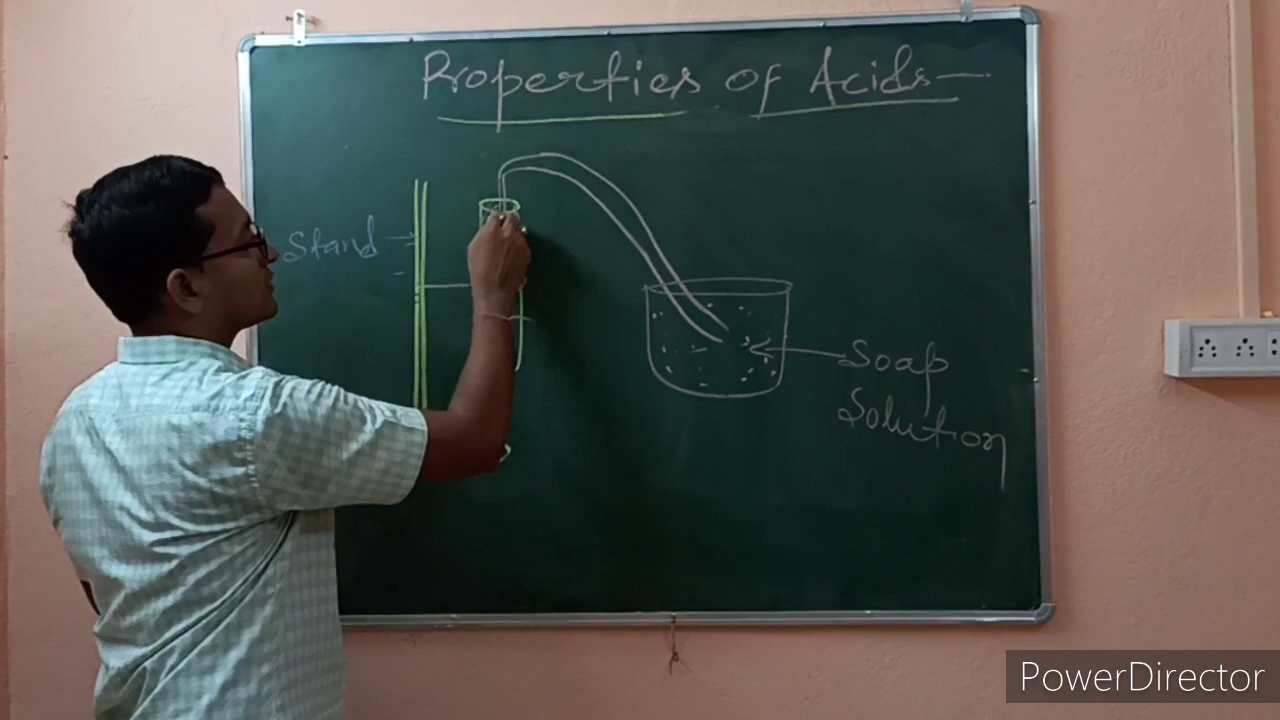 Properties of Acids—
Stand
Soap
Solution
PowerDirector